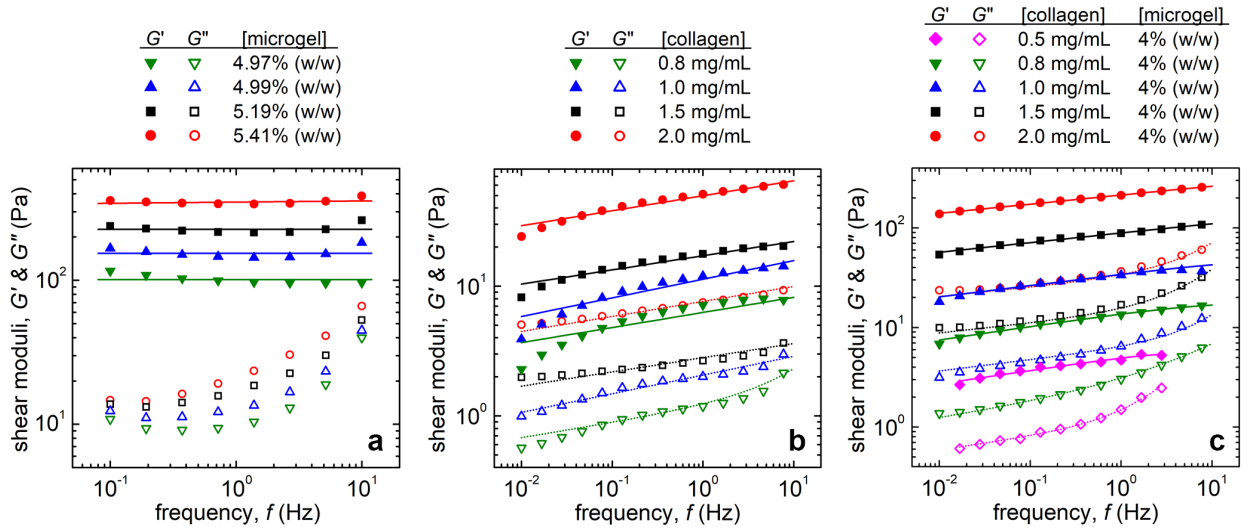 G' G" [microgel]
4.97% (w/w)
4.99% (w/w)
5.19% (w/w)
5.41% (w/w)
shear moduli, G' & G" (Pa)
10²
10¹
10⁻¹ 10⁰ 10¹
frequency, f (Hz)
a
G' G" [collagen]
0.8 mg/mL
1.0 mg/mL
1.5 mg/mL
2.0 mg/mL
shear moduli, G' & G" (Pa)
10¹
10⁰
10⁻² 10⁻¹ 10⁰ 10¹
frequency, f (Hz)
b
G' G" [collagen] [microgel]
0.5 mg/mL 4% (w/w)
0.8 mg/mL 4% (w/w)
1.0 mg/mL 4% (w/w)
1.5 mg/mL 4% (w/w)
2.0 mg/mL 4% (w/w)
shear moduli, G' & G" (Pa)
10²
10¹
10⁰
10⁻² 10⁻¹ 10⁰ 10¹
frequency, f (Hz)
c